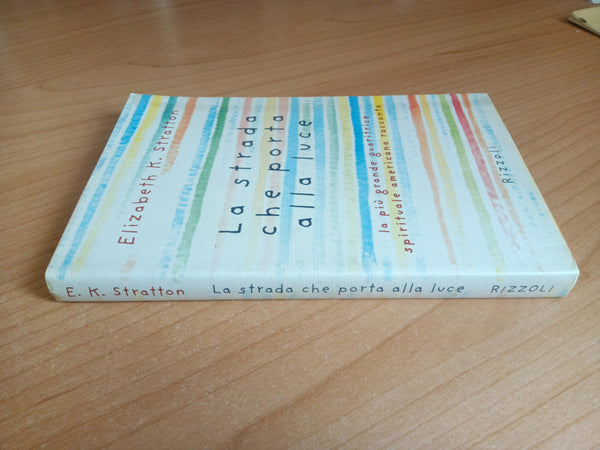 Elizabeth K. Stratton
La strada
che porta
alla luce
la più grande guaritrice
spirituale americana racconta
Rizzoli
E. K. Stratton La strada che porta alla luce RIZZOLI